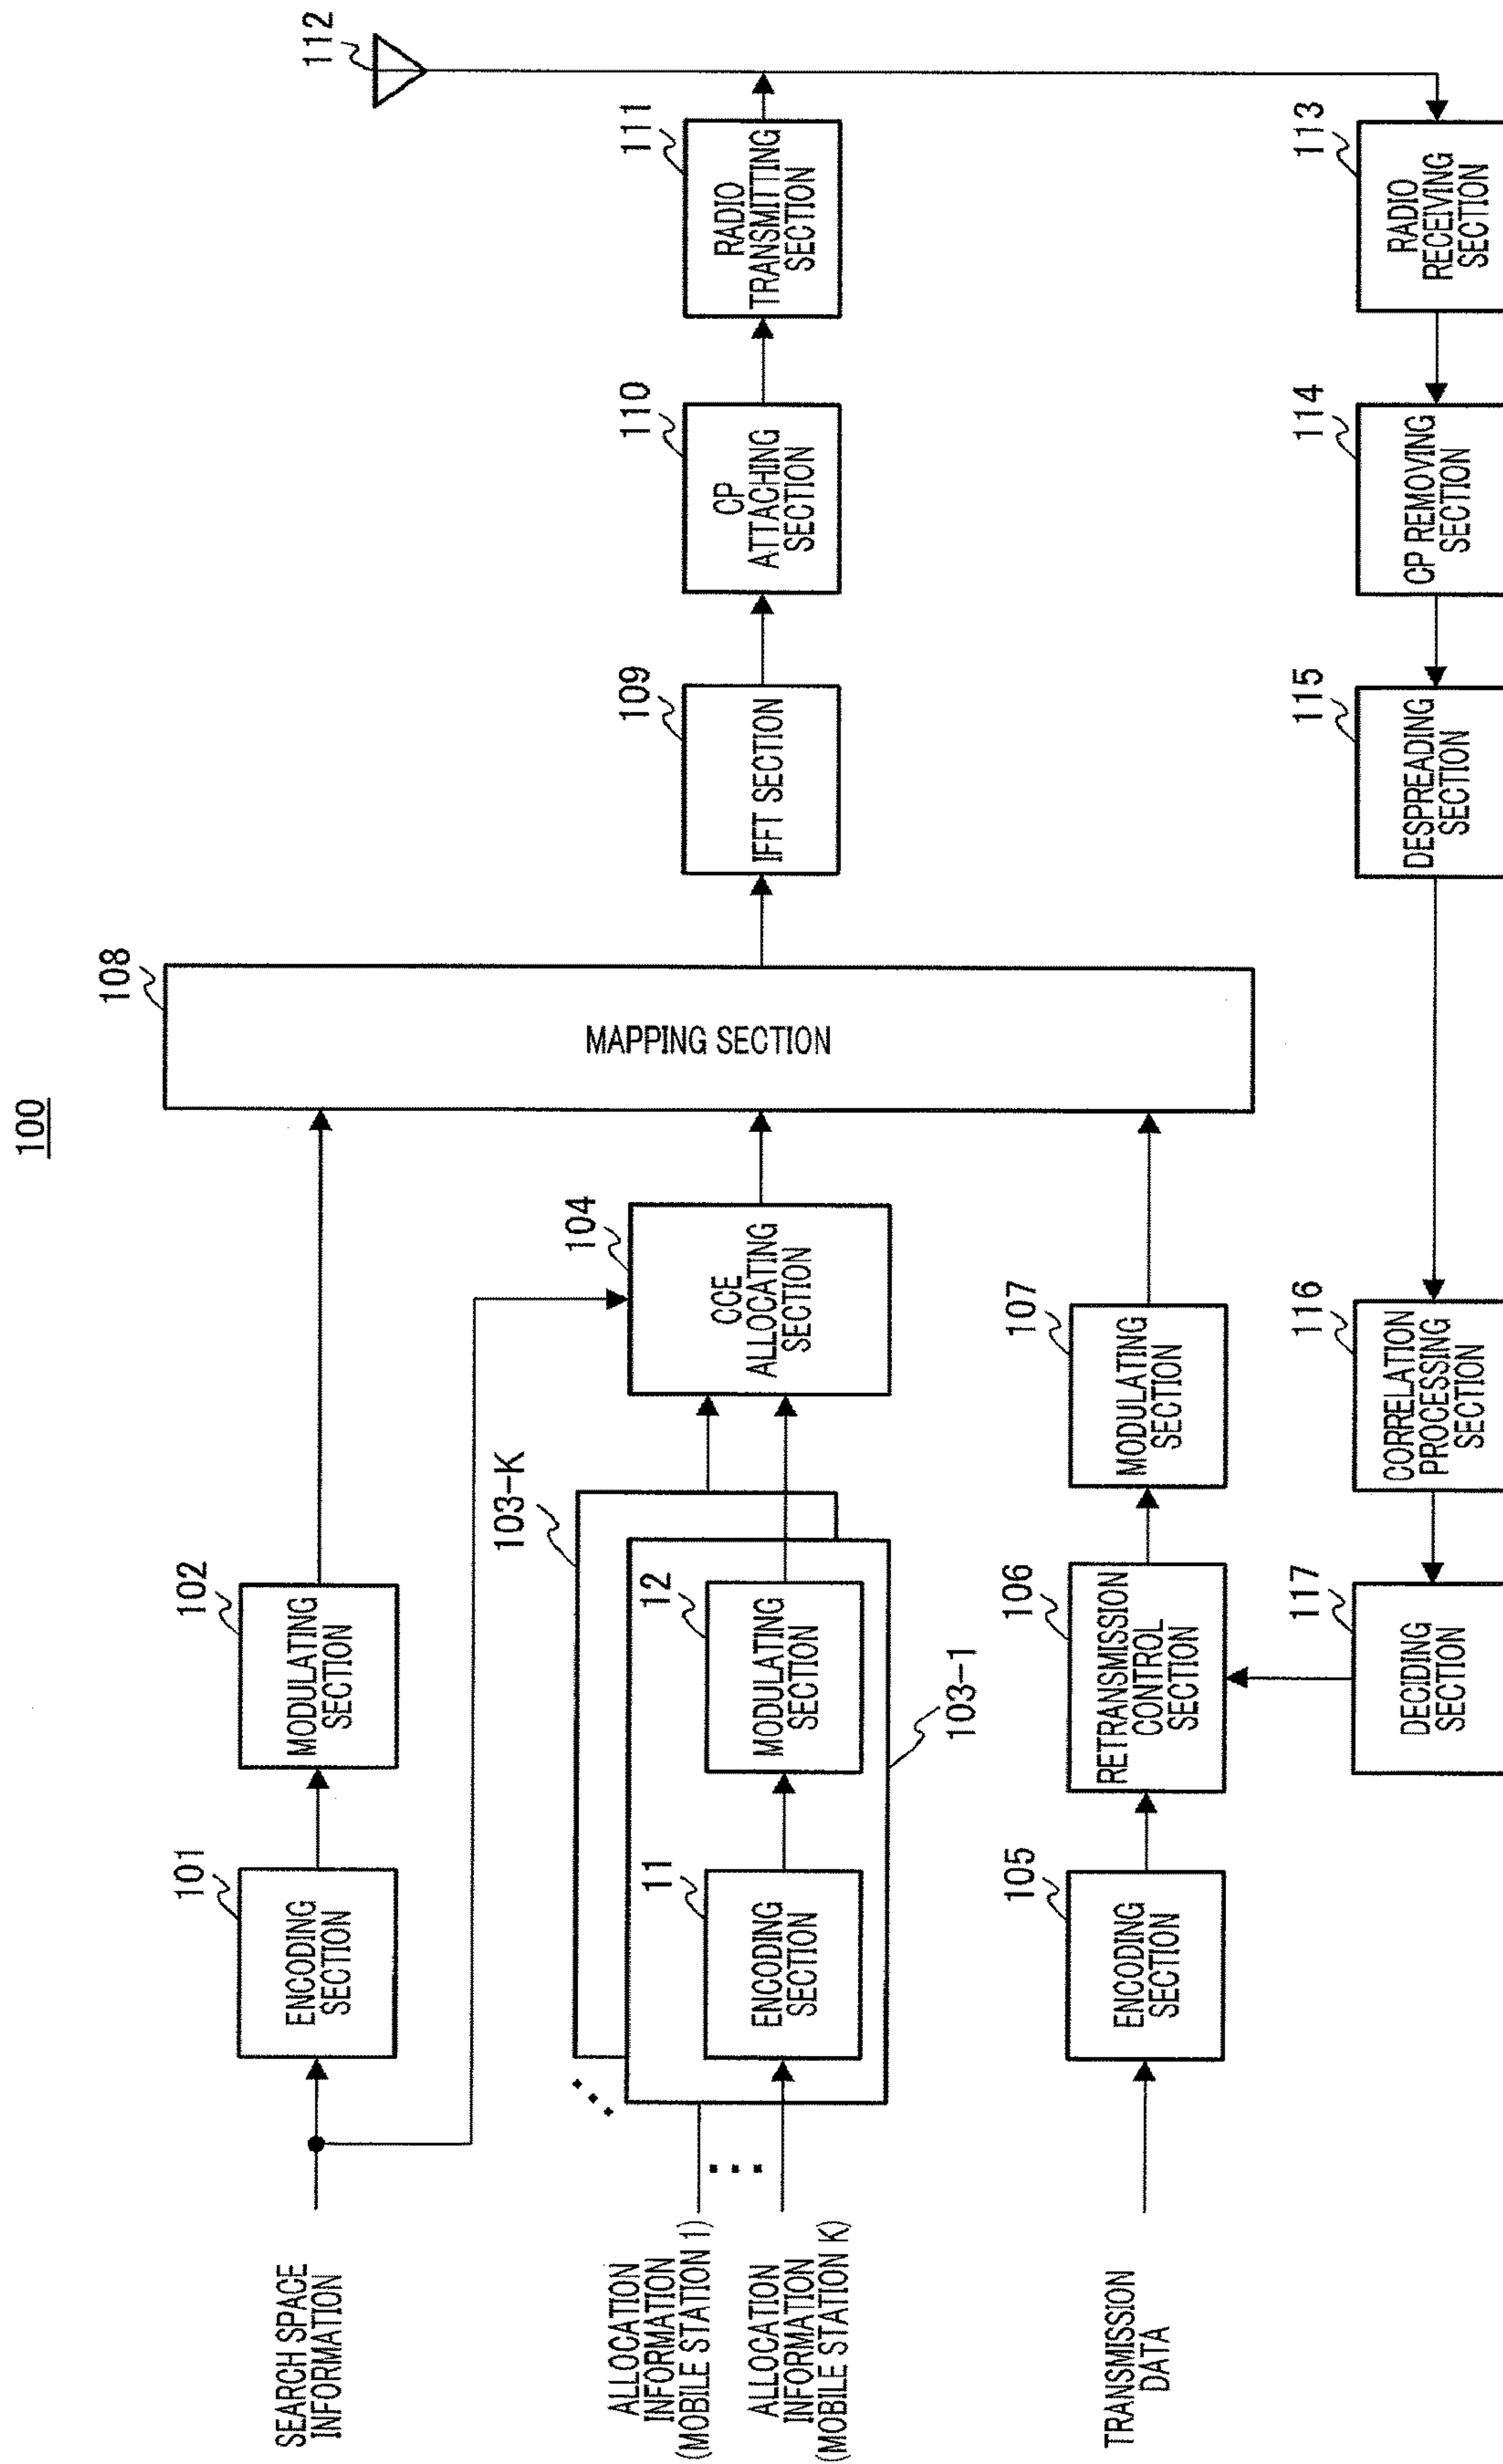 100
SEARCH SPACE
INFORMATION
101
ENCODING
SECTION
102
MODULATING
SECTION
108
MAPPING SECTION
112
ALLOCATION
INFORMATION
(MOBILE STATION 1)
ALLOCATION
INFORMATION
(MOBILE STATION K)
103-K
11
ENCODING
SECTION
12
MODULATING
SECTION
103-1
104
CCE
ALLOCATING
SECTION
109
IFFT SECTION
110
CP
ATTACHING
SECTION
111
RADIO
TRANSMITTING
SECTION
TRANSMISSION
DATA
105
ENCODING
SECTION
106
RETRANSMISSION
CONTROL
SECTION
107
MODULATING
SECTION
117
DECIDING
SECTION
116
CORRELATION
PROCESSING
SECTION
115
DESPREADING
SECTION
114
CP REMOVING
SECTION
113
RADIO
RECEIVING
SECTION